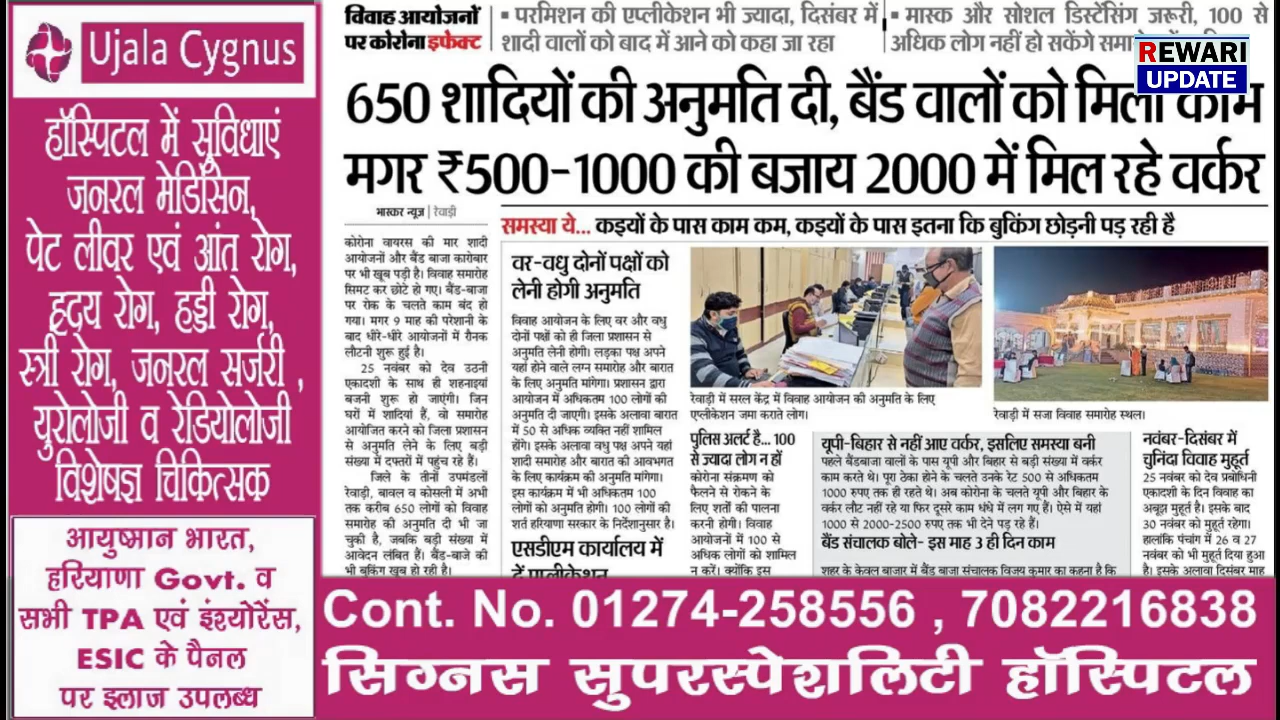 Ujala Cygnus
हॉस्पिटल में सुविधाएं
जनरल मेडिसिन,
पेट लीवर एवं आंत रोग,
हृदय रोग, हड्डी रोग,
स्त्री रोग, जनरल सर्जरी ,
युरोलोजी व रेडियोलोजी
विशेषज्ञ चिकित्सक
आयुष्मान भारत,
हरियाणा Govt. व
सभी TPA एवं इंश्योरेंस,
ESIC के पैनल
पर इलाज उपलब्ध
विवाह आयोजनों
पर कोरोना इफेक्ट
▪ परमिशन की एप्लीकेशन भी ज्यादा, दिसंबर में
शादी वालों को बाद में आने को कहा जा रहा
▪ मास्क और सोशल डिस्टेंसिंग जरूरी, 100 से
अधिक लोग नहीं हो सकेंगे
REWARI
UPDATE
650 शादियों की अनुमति दी, बैंड वालों को मिला काम
मगर ₹500-1000 की बजाय 2000 में मिल रहे वर्कर
भास्कर न्यूज | रेवाड़ी
कोरोना वायरस की मार शादी
आयोजनों और बैंड बाजा कारोबार
पर भी खूब पड़ी है। विवाह समारोह
सिमट कर छोटे हो गए। बैंड-बाजा
पर रोक के चलते काम बंद हो
गया। मगर 9 माह की परेशानी के
बाद धीरे-धीरे आयोजनों में रौनक
लौटनी शुरू हुई है।
25 नवंबर को देव उठनी
एकादशी के साथ ही शहनाइयां
बजनी शुरू हो जाएंगी। जिन
घरों में शादियां हैं, वो समारोह
आयोजित करने को जिला प्रशासन
से अनुमति लेने के लिए बड़ी
संख्या में दफ्तरों में पहुंच रहे हैं।
जिले के तीनों उपमंडलों
रेवाड़ी, बावल व कोसली में अभी
तक करीब 650 लोगों को विवाह
समारोह की अनुमति दी भी जा
चुकी है, जबकि बड़ी संख्या में
आवेदन लंबित हैं। बैंड-बाजे की
भी बुकिंग खूब हो रही है।
समस्या ये... कइयों के पास काम कम, कइयों के पास इतना कि बुकिंग छोड़नी पड़ रही है
वर-वधु दोनों पक्षों को
लेनी होगी अनुमति
विवाह आयोजन के लिए वर और वधु
दोनों पक्षों को ही जिला प्रशासन से
अनुमति लेनी होगी। लड़का पक्ष अपने
यहां होने वाले लग्न समारोह और बारात
के लिए अनुमति मांगेगा। प्रशासन द्वारा
आयोजन में अधिकतम 100 लोगों की
अनुमति दी जाएगी। इसके अलावा बारात
में 50 से अधिक व्यक्ति नहीं शामिल
होंगे। इसके अलावा वधु पक्ष अपने यहां
शादी समारोह और बारात की आवभगत
के लिए कार्यक्रम की अनुमति मांगेगा।
इस कार्यक्रम में भी अधिकतम 100
लोगों को अनुमति होगी। 100 लोगों की
शर्त हरियाणा सरकार के निर्देशानुसार है।
एसडीएम कार्यालय में
रेवाड़ी में सरल केंद्र में विवाह आयोजन की अनुमति के लिए
एप्लीकेशन जमा कराते लोग।
रेवाड़ी में सजा विवाह समारोह स्थल।
पुलिस अलर्ट है... 100
से ज्यादा लोग न हों
कोरोना संक्रमण को
फैलने से रोकने के
लिए शर्तों की पालना
करनी होगी। विवाह
आयोजनों में 100 से
अधिक लोगों को शामिल
न करें। क्योंकि इस
यूपी-बिहार से नहीं आए वर्कर, इसलिए समस्या बनी
पहले बैंडबाजा वालों के पास यूपी और बिहार से बड़ी संख्या में वर्कर
काम करते थे। पूरा ठेका होने के चलते उनके रेट 500 से अधिकतम
1000 रुपए तक ही रहते थे। अब कोरोना के चलते यूपी और बिहार के
वर्कर लौट नहीं रहे या फिर दूसरे काम धंधे में लग गए हैं। ऐसे में यहां
1000 से 2000-2500 रुपए तक भी देने पड़ रहे हैं।
बैंड संचालक बोले- इस माह 3 ही दिन काम
शहर के केवल बाजार में बैंड बाजा संचालक विजय कुमार का कहना है कि
नवंबर-दिसंबर में
चुनिंदा विवाह मुहूर्त
25 नवंबर को देव प्रबोधिनी
एकादशी के दिन विवाह का
अबूझ मुहूर्त है। इसके बाद
30 नवंबर को मुहूर्त रहेगा।
हालांकि पंचांग में 26 व 27
नवंबर को भी मुहूर्त दिया हुआ
है। इसके अलावा दिसंबर माह
Cont. No. 01274-258556 , 7082216838
सिग्नस सुपरस्पेशलिटी हॉस्पिटल